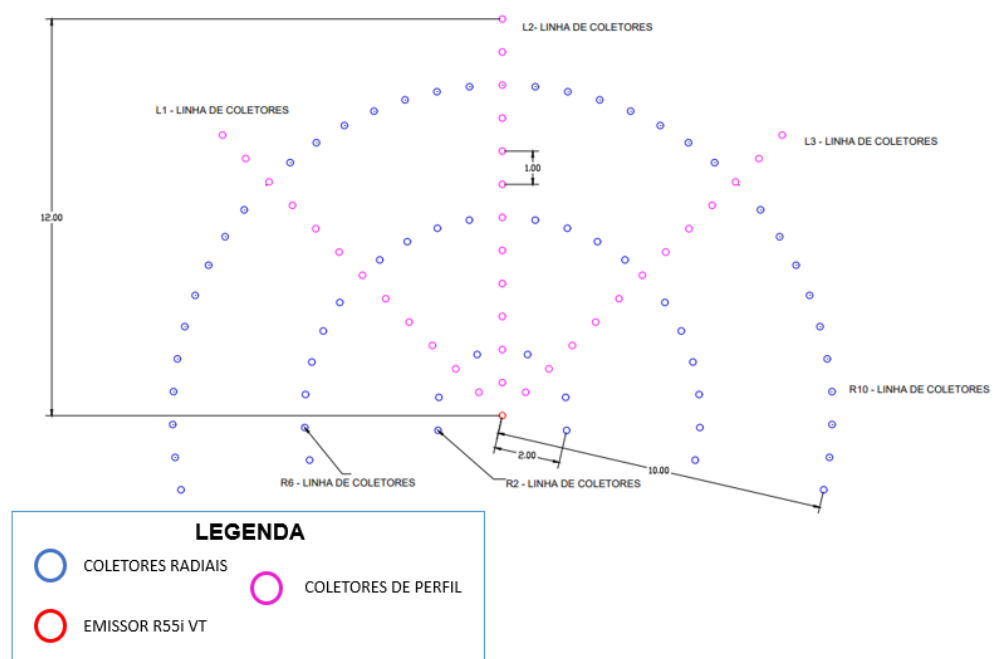 L2- LINHA DE COLETORES
L1 - LINHA DE COLETORES
L3 - LINHA DE COLETORES
1.00
12.00
R10 - LINHA DE COLETORES
2.00
10.00
R6 - LINHA DE COLETORES
R2 - LINHA DE COLETORES
LEGENDA
COLETORES RADIAIS
COLETORES DE PERFIL
EMISSOR R55i VT